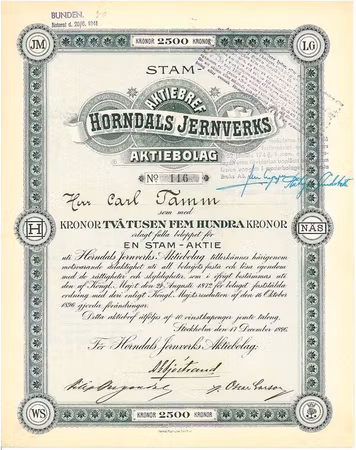 BUNDEN.
KRONOR 2500 KRONOR
JM
LG
STAM-
AKTIEBREF
HORNDALS JERNVERKS
AKTIEBOLAG
No 116
Herr Carl Tamm
som med
KRONOR TVÅTUSEN FEM HUNDRA KRONOR
erlagt fulla beloppet för
H
NAS
EN STAM-AKTIE
uti Horndals Jernverks Aktiebolag tillerkännes härigenom
motsvarande delaktighet uti all bolagets fasta och lösa egendom
med de rättigheter och skyldigheter, som i öfrigt bestämmas uti
den af Kongl. Maj:t den 24 Augusti 1872 för bolaget fastställda
ordning med deri enligt Kongl. Maj:ts resolution af den 16 Oktober
1896 gjorda förändringar.
Detta aktiebref åtföljes af 10 vinstkuponger jemte talong.
Stockholm den 17 December 1896.
För Horndals Jernverks Aktiebolag:
WS
KRONOR 2500 KRONOR